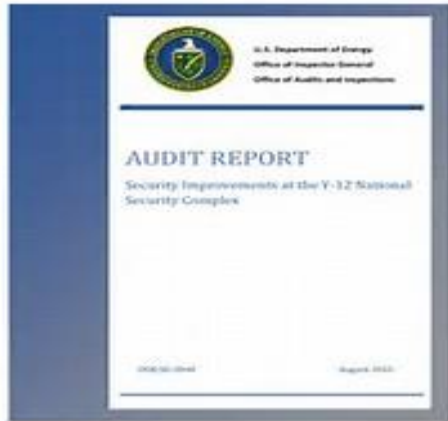 U.S. Department of Energy
Office of Inspector General
Office of Audits and Inspections
AUDIT REPORT
Security Improvements at the Y-12 National
Security Complex
August